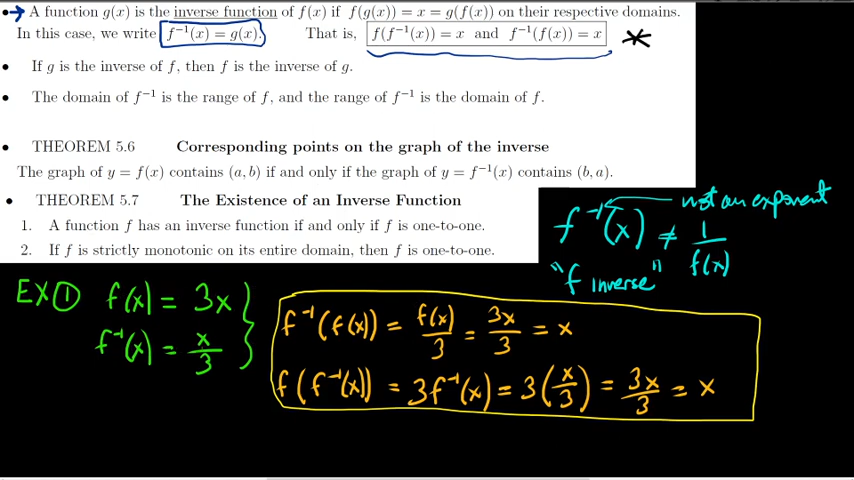 A function g(x) is the inverse function of f(x) if f(g(x)) = x = g(f(x)) on their respective domains.
In this case, we write f⁻¹(x) = g(x). That is, f(f⁻¹(x)) = x and f⁻¹(f(x)) = x
• If g is the inverse of f, then f is the inverse of g.
• The domain of f⁻¹ is the range of f, and the range of f⁻¹ is the domain of f.
• THEOREM 5.6 Corresponding points on the graph of the inverse
The graph of y = f(x) contains (a, b) if and only if the graph of y = f⁻¹(x) contains (b, a).
• THEOREM 5.7 The Existence of an Inverse Function
1. A function f has an inverse function if and only if f is one-to-one.
2. If f is strictly monotonic on its entire domain, then f is one-to-one.
not an exponent
f⁻¹(x) ≠ 1/f(x)
"f inverse"
EX ① f(x) = 3x
f⁻¹(x) = x/3
f⁻¹(f(x)) = f(x)/3 = 3x/3 = x
f(f⁻¹(x)) = 3f⁻¹(x) = 3(x/3) = 3x/3 = x